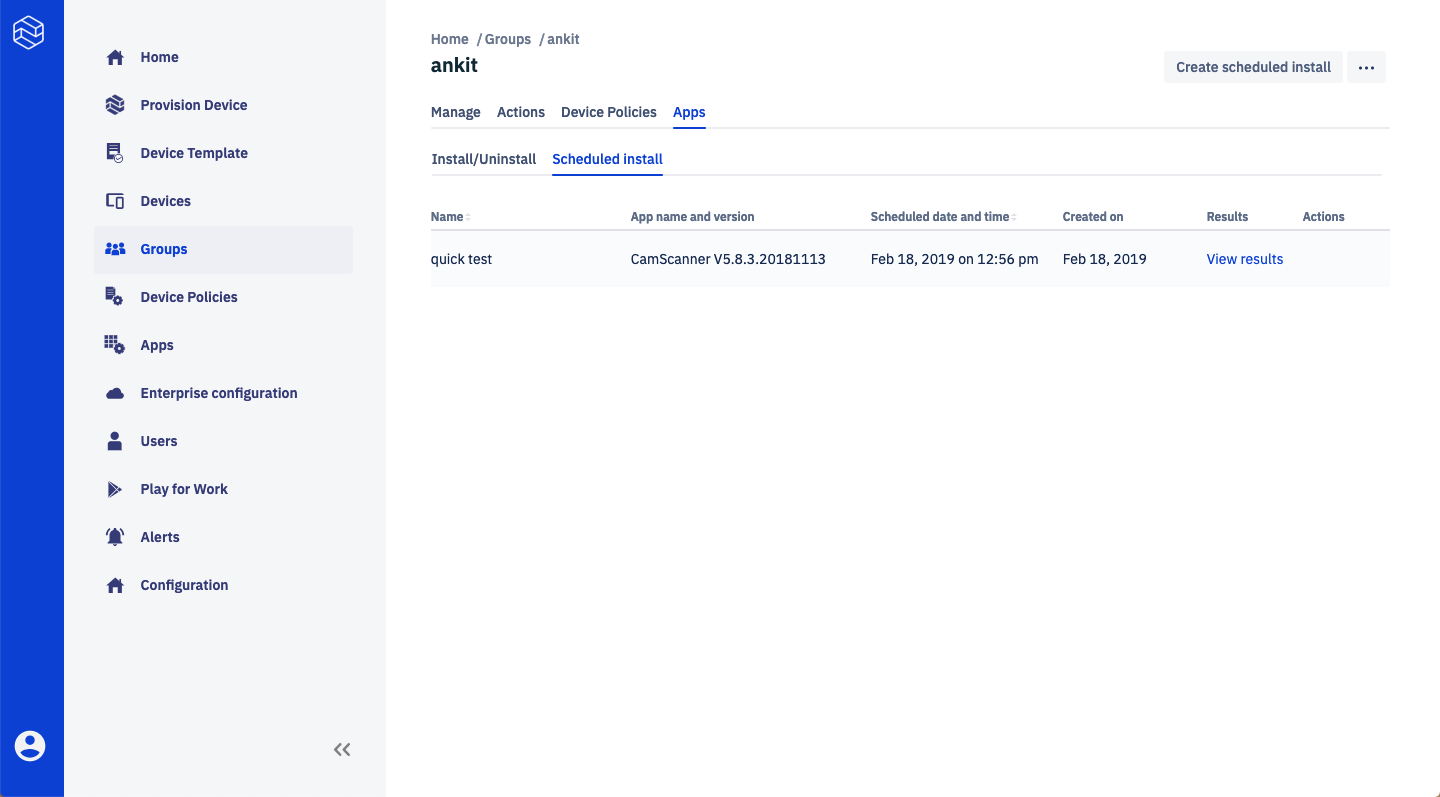 Home
Provision Device
Device Template
Devices
Groups
Device Policies
Apps
Enterprise configuration
Users
Play for Work
Alerts
Configuration
Home / Groups / ankit
ankit
Create scheduled install ...
Manage Actions Device Policies Apps
Install/Uninstall Scheduled install
Name App name and version Scheduled date and time Created on Results Actions
quick test CamScanner V5.8.3.20181113 Feb 18, 2019 on 12:56 pm Feb 18, 2019 View results